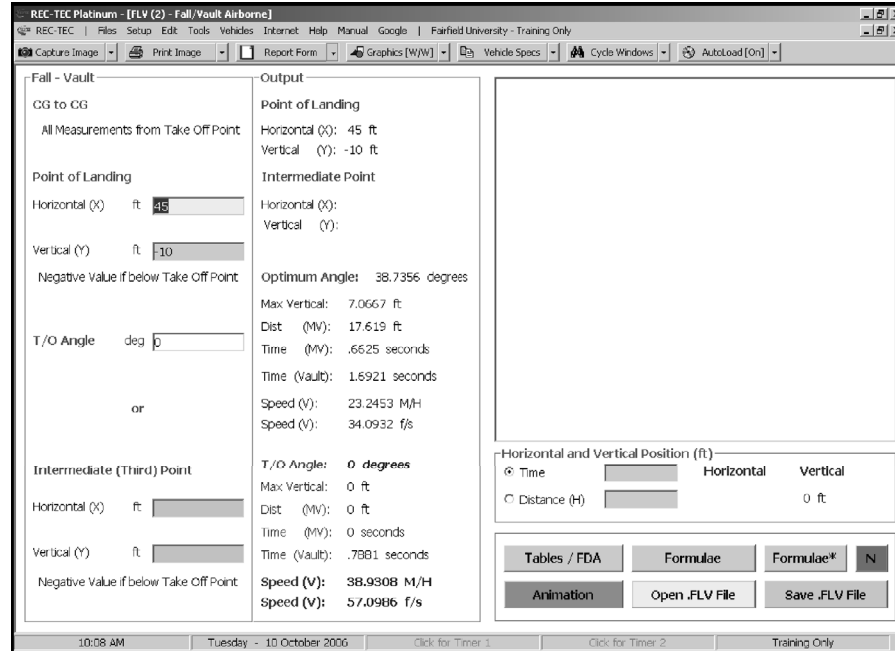 REC-TEC Platinum - [FLV (2) - Fall/Vault Airborne]
REC-TEC | Files Setup Edit Tools Vehicles Internet Help Manual Google | Fairfield University - Training Only
Capture Image Print Image Report Form Graphics [W/W] Vehicle Specs Cycle Windows AutoLoad [On]
Fall - Vault
CG to CG
All Measurements from Take Off Point
Point of Landing
Horizontal (X) ft 45
Vertical (Y) ft -10
Negative Value if below Take Off Point
T/O Angle deg 0
or
Intermediate (Third) Point
Horizontal (X) ft
Vertical (Y) ft
Negative Value if below Take Off Point
Output
Point of Landing
Horizontal (X): 45 ft
Vertical (Y): -10 ft
Intermediate Point
Horizontal (X):
Vertical (Y):
Optimum Angle: 38.7356 degrees
Max Vertical: 7.0667 ft
Dist (MV): 17.619 ft
Time (MV): .6625 seconds
Time (Vault): 1.6921 seconds
Speed (V): 23.2453 M/H
Speed (V): 34.0932 f/s
T/O Angle: 0 degrees
Max Vertical: 0 ft
Dist (MV): 0 ft
Time (MV): 0 seconds
Time (Vault): .7881 seconds
Speed (V): 38.9308 M/H
Speed (V): 57.0986 f/s
Horizontal and Vertical Position (ft)
Time Horizontal Vertical
Distance (H) 0 ft
Tables / FDA Formulae Formulae* N
Animation Open .FLV File Save .FLV File
10:08 AM Tuesday - 10 October 2006 Click for Timer 1 Click for Timer 2 Training Only